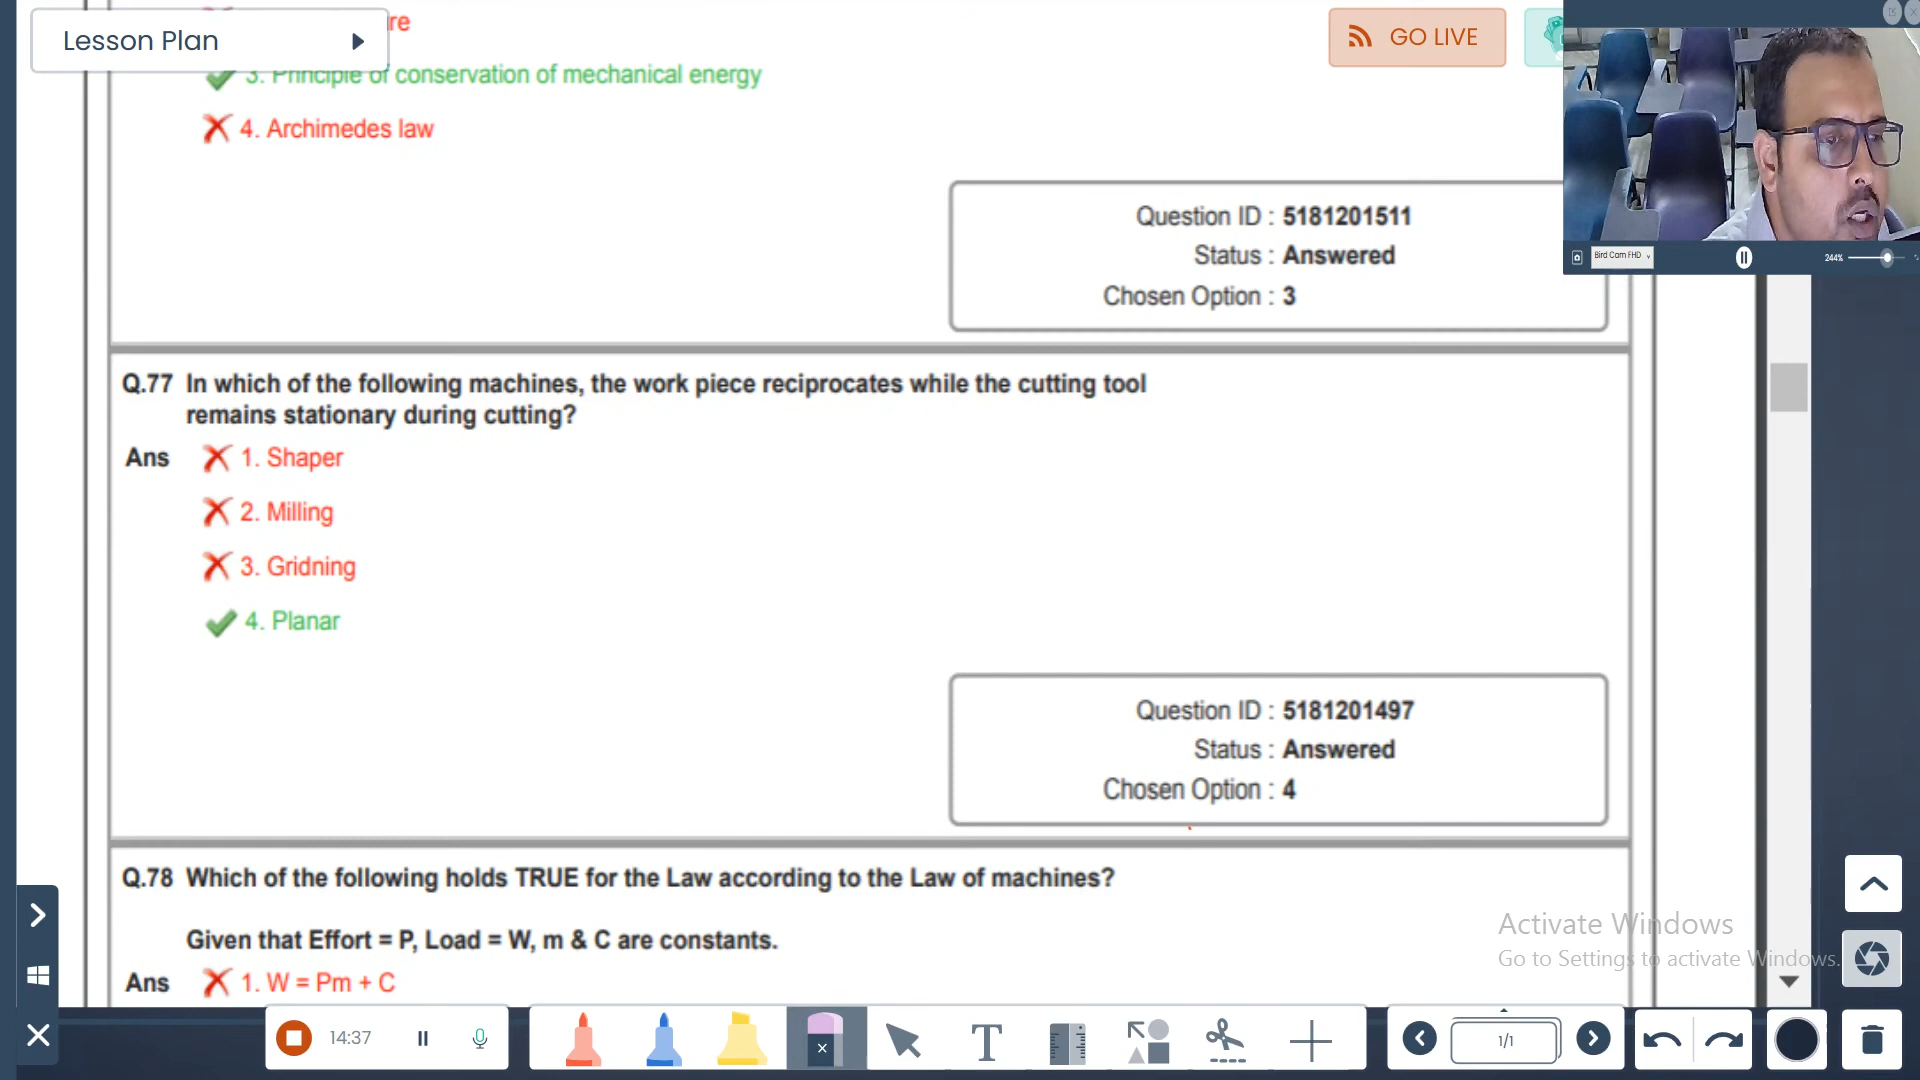 re
Lesson Plan
GO LIVE
3. Principle of conservation of mechanical energy
4. Archimedes law
Question ID : 5181201511
Status : Answered
Chosen Option : 3
Bird Cam FHD
244%
Q.77 In which of the following machines, the work piece reciprocates while the cutting tool
remains stationary during cutting?
Ans 1. Shaper
2. Milling
3. Gridning
4. Planar
Question ID : 5181201497
Status : Answered
Chosen Option : 4
Q.78 Which of the following holds TRUE for the Law according to the Law of machines?
Given that Effort = P, Load = W, m & C are constants.
Ans 1. W = Pm + C
Activate Windows
Go to Settings to activate Windows.
14:37
T
1/1